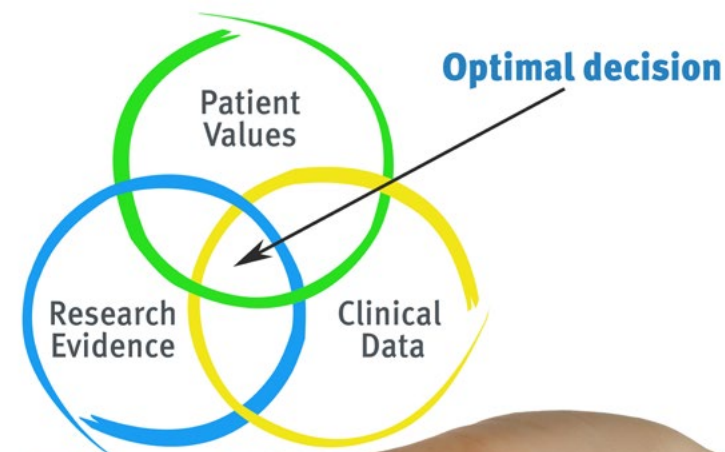 Optimal decision
Patient
Values
Research
Evidence
Clinical
Data